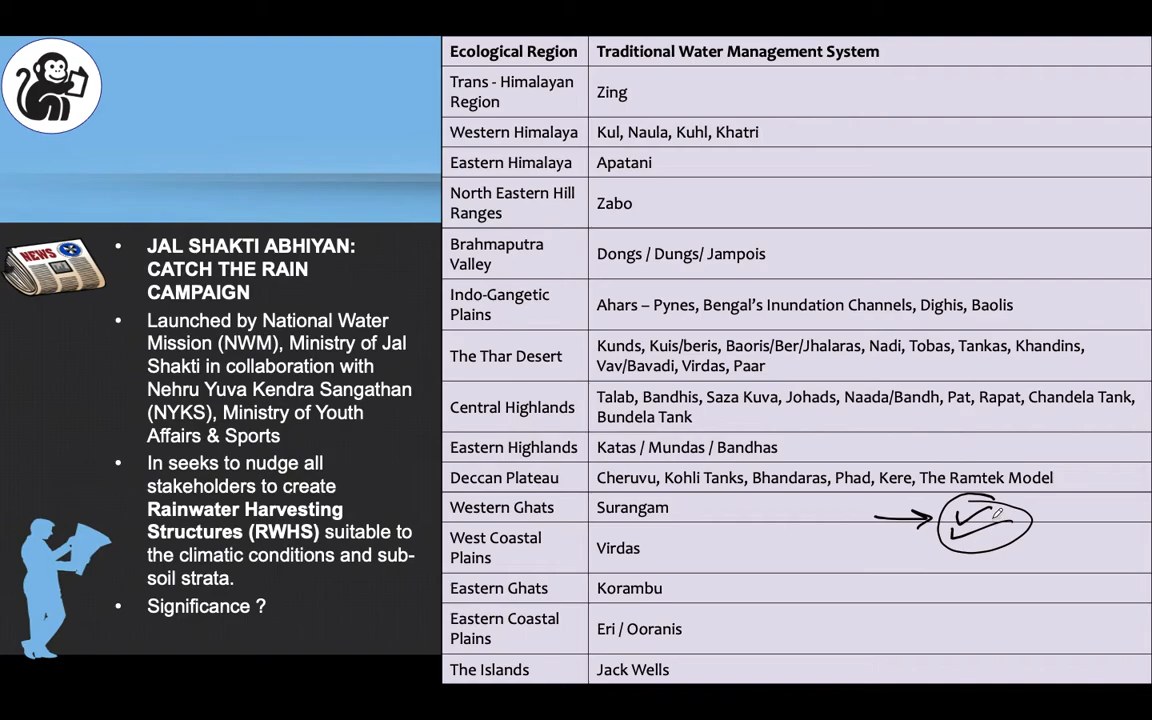 NEWS
JAL SHAKTI ABHIYAN:
CATCH THE RAIN
CAMPAIGN
Launched by National Water
Mission (NWM), Ministry of Jal
Shakti in collaboration with
Nehru Yuva Kendra Sangathan
(NYKS), Ministry of Youth
Affairs & Sports
In seeks to nudge all
stakeholders to create
Rainwater Harvesting
Structures (RWHS) suitable to
the climatic conditions and sub-
soil strata.
Significance ?
Ecological Region Traditional Water Management System
Trans - Himalayan
Region
Zing
Western Himalaya Kul, Naula, Kuhl, Khatri
Eastern Himalaya Apatani
North Eastern Hill
Ranges
Zabo
Brahmaputra
Valley
Dongs / Dungs/ Jampois
Indo-Gangetic
Plains
Ahars – Pynes, Bengal's Inundation Channels, Dighis, Baolis
The Thar Desert
Kunds, Kuis/beris, Baoris/Ber/Jhalaras, Nadi, Tobas, Tankas, Khandins,
Vav/Bavadi, Virdas, Paar
Central Highlands
Talab, Bandhis, Saza Kuva, Johads, Naada/Bandh, Pat, Rapat, Chandela Tank,
Bundela Tank
Eastern Highlands Katas / Mundas / Bandhas
Deccan Plateau Cheruvu, Kohli Tanks, Bhandaras, Phad, Kere, The Ramtek Model
Western Ghats Surangam
West Coastal
Plains
Virdas
Eastern Ghats Korambu
Eastern Coastal
Plains
Eri / Ooranis
The Islands Jack Wells